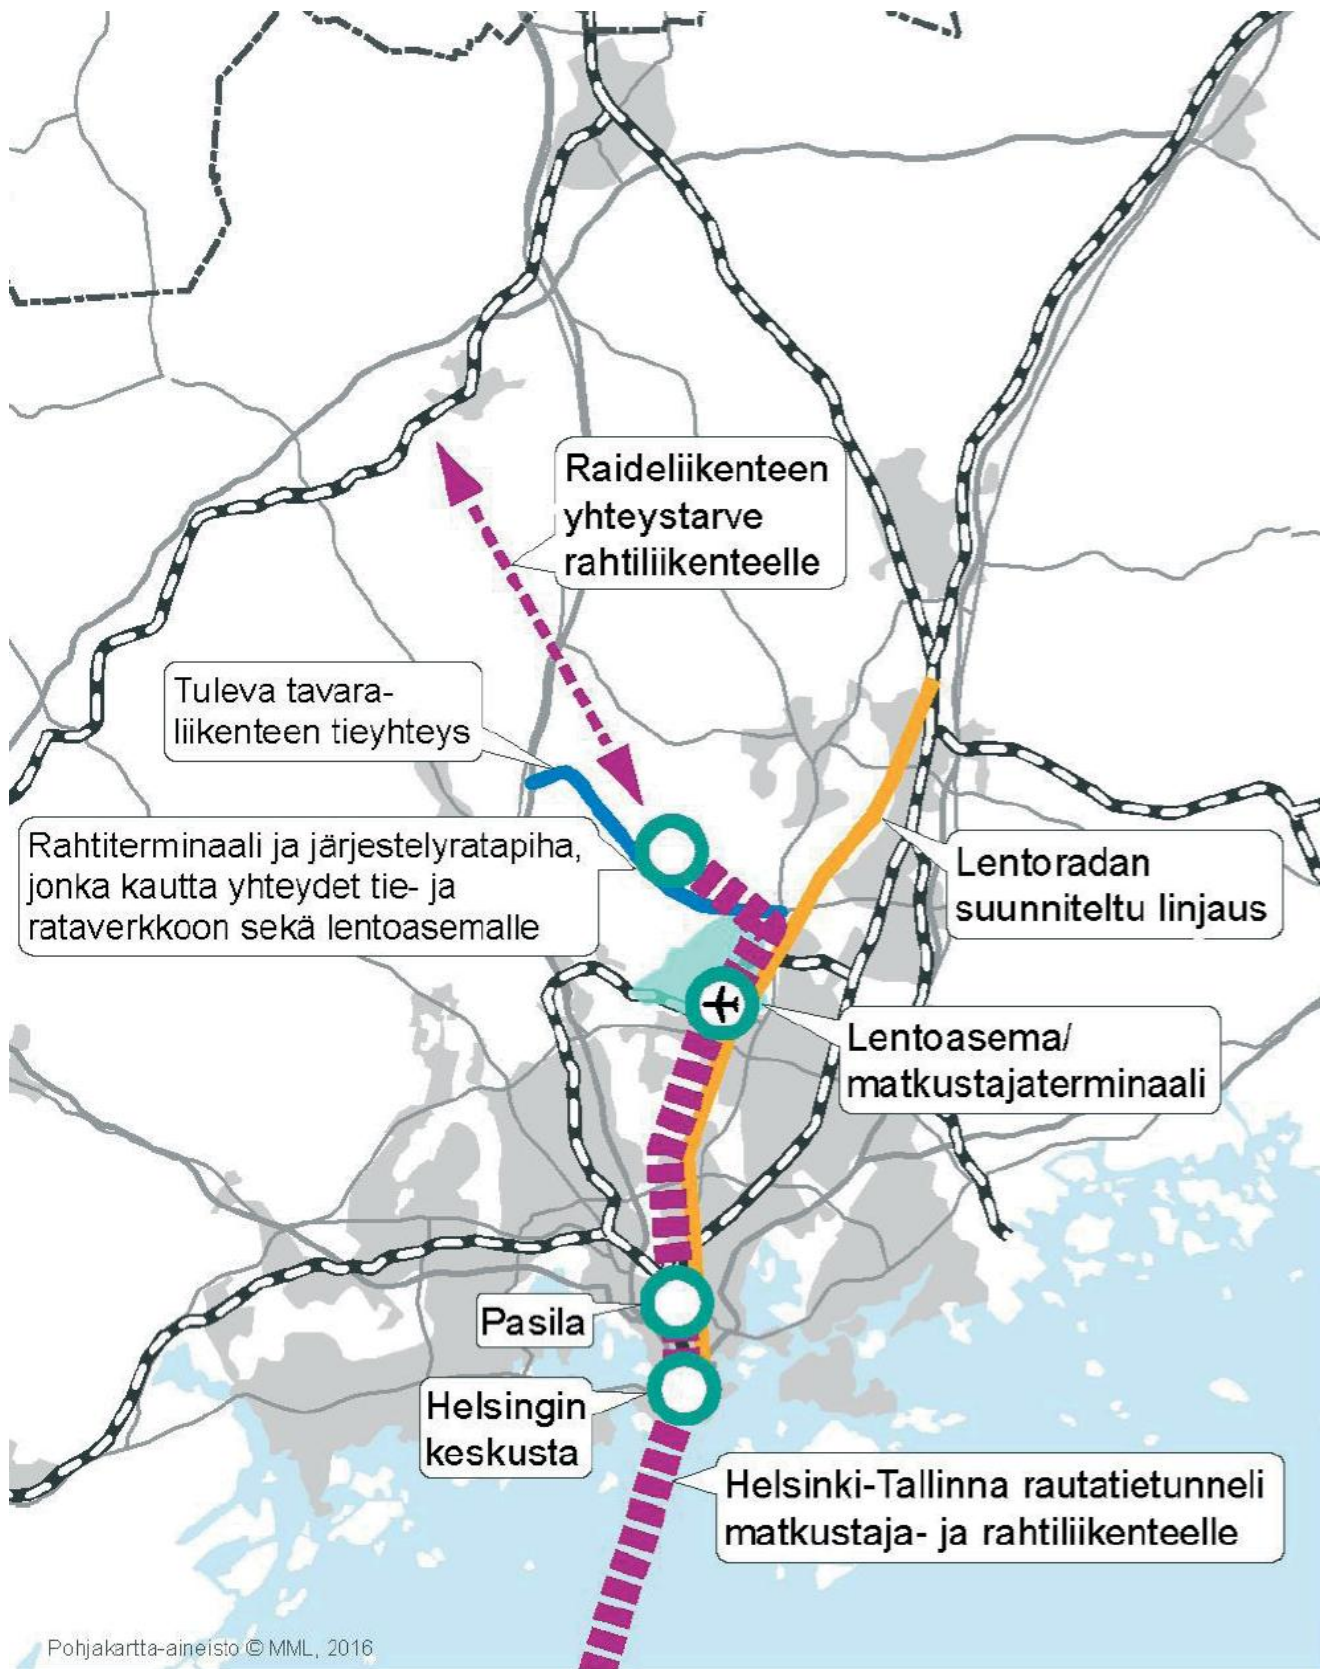 Raideliikenteen
yhteystarve
rahtiliikenteelle
Tuleva tavara-
liikenteen tieyhteys
Rahtiterminaali ja järjestelyratapiha,
jonka kautta yhteydet tie- ja
rataverkkoon sekä lentoasemalle
Lentoradan
suunniteltu linjaus
Lentoasema/
matkustajaterminaali
Pasila
Helsingin
keskusta
Helsinki-Tallinna rautatietunneli
matkustaja- ja rahtiliikenteelle
Pohjakartta-aineisto © MML, 2016